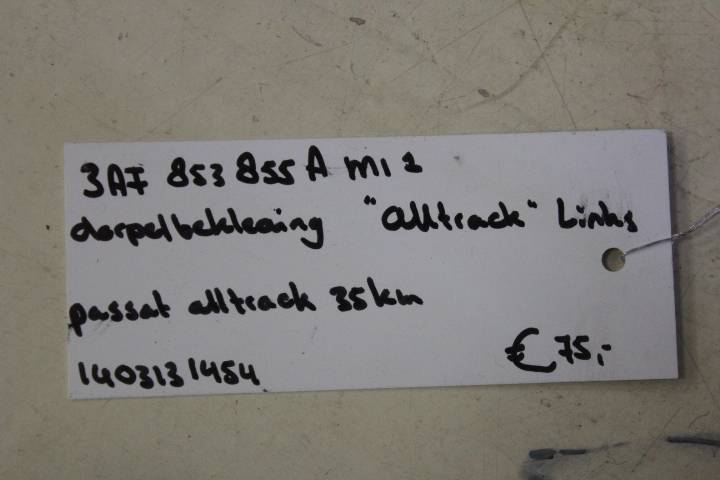 3AF 853 855 A M12
dorpelbekleding "alltrack" Links
passat alltrack 35km
1403131454
€75,-